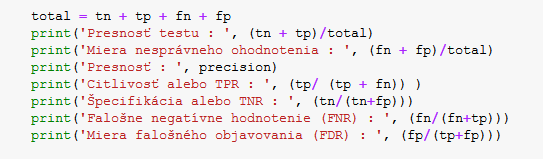 total = tn + tp + fn + fp
print('Presnosť testu : ', (tn + tp)/total)
print('Miera nesprávneho ohodnotenia : ', (fn + fp)/total)
print('Presnosť : ', precision)
print('Citlivosť alebo TPR : ', (tp/ (tp + fn)) )
print('Špecifikácia alebo TNR : ', (tn/(tn+fp)))
print('Falošne negatívne hodnotenie (FNR) : ', (fn/(fn+tp)))
print('Miera falošného objavovania (FDR) : ', (fp/(tp+fp)))